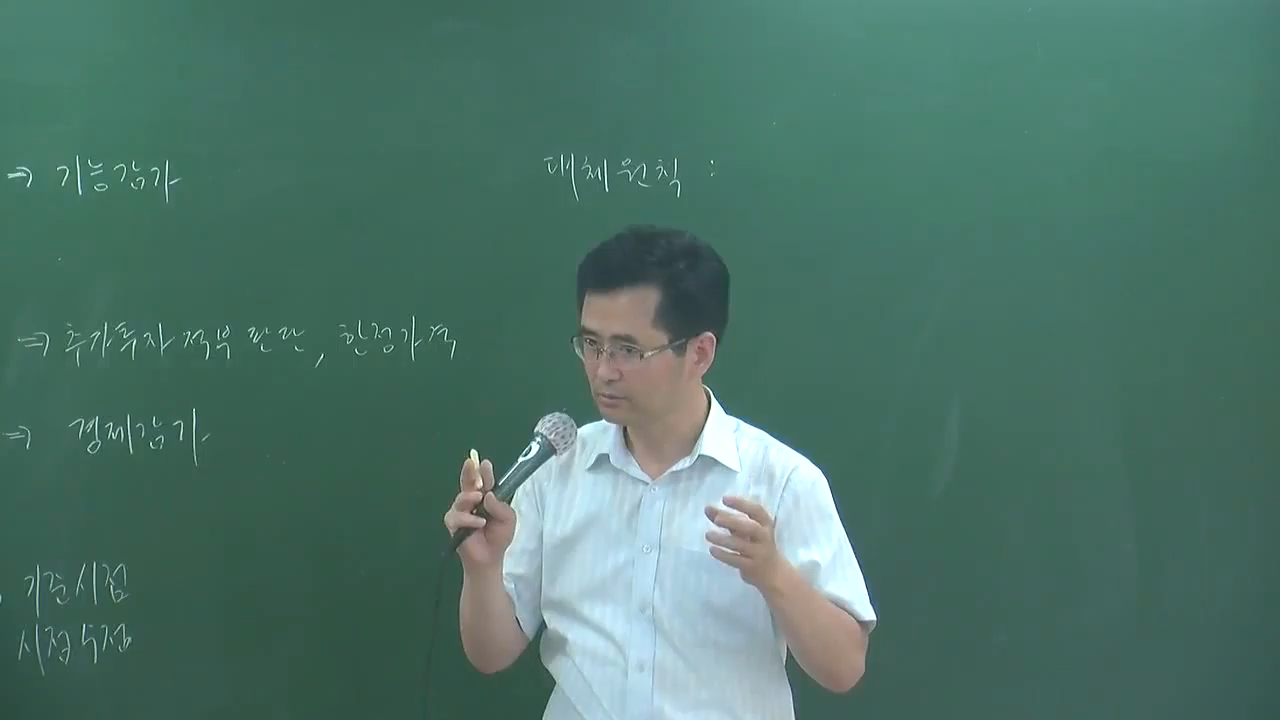 ⇒ 기능감가
대체원칙 :
⇒ 추가투자 적부 판단, 한정가격
⇒ 경제감가
기준시점
시점수정